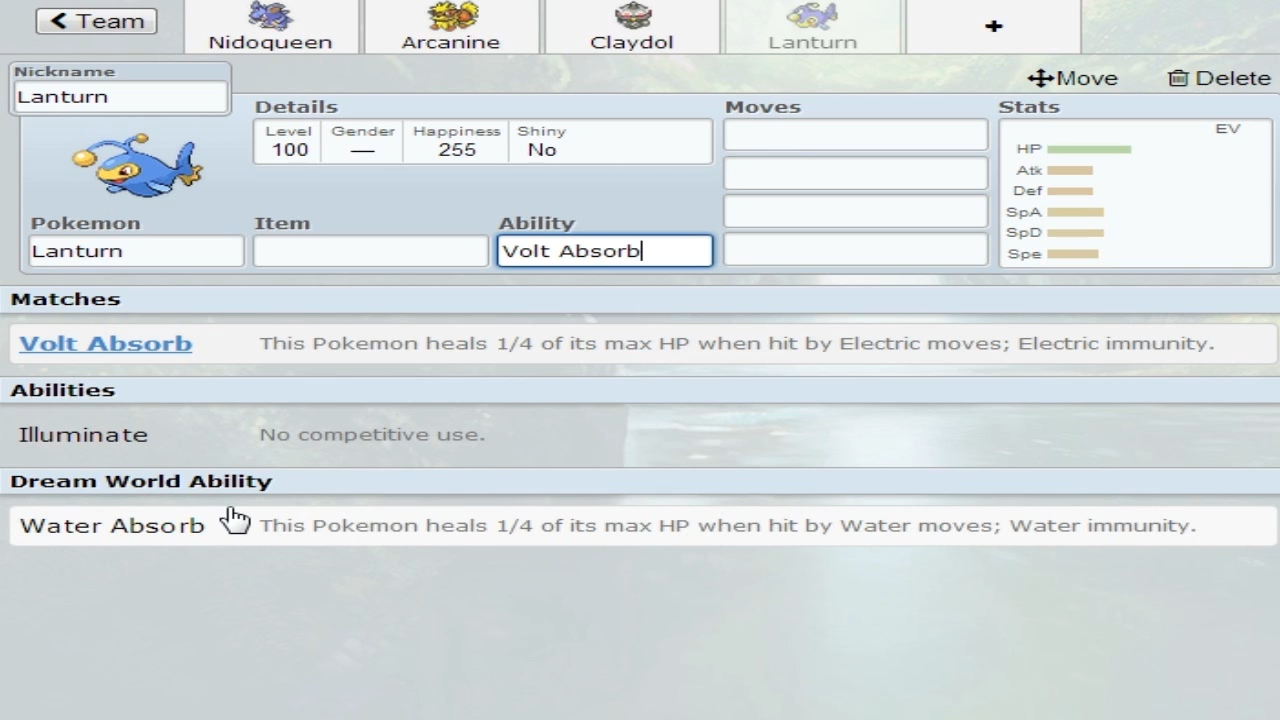 Team
Nidoqueen
Arcanine
Claydol
Lanturn
+
Nickname
Lanturn
Move
Delete
Details
Moves
Stats
Level
Gender
Happiness
Shiny
100
—
255
No
EV
HP
Atk
Def
SpA
SpD
Spe
Pokemon
Item
Ability
Lanturn
Volt Absorb
Matches
Volt Absorb This Pokemon heals 1/4 of its max HP when hit by Electric moves; Electric immunity.
Abilities
Illuminate No competitive use.
Dream World Ability
Water Absorb This Pokemon heals 1/4 of its max HP when hit by Water moves; Water immunity.